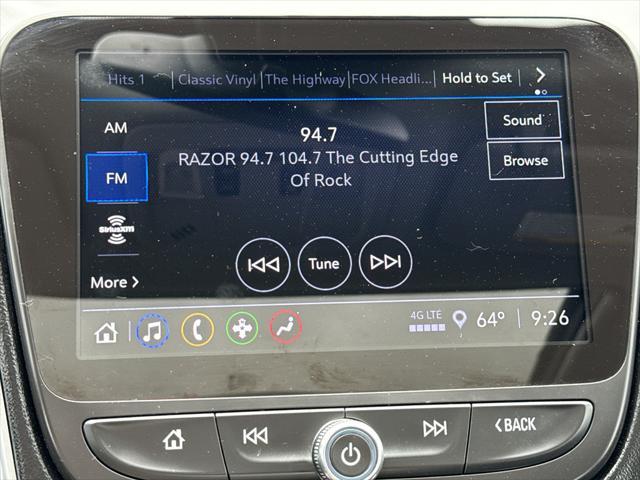 Hits 1 Classic Vinyl The Highway FOX Headli... Hold to Set
AM
94.7
Sound
RAZOR 94.7 104.7 The Cutting Edge
Of Rock
Browse
FM
SiriusXM
Tune
More
4G LTE 64° 9:26
BACK